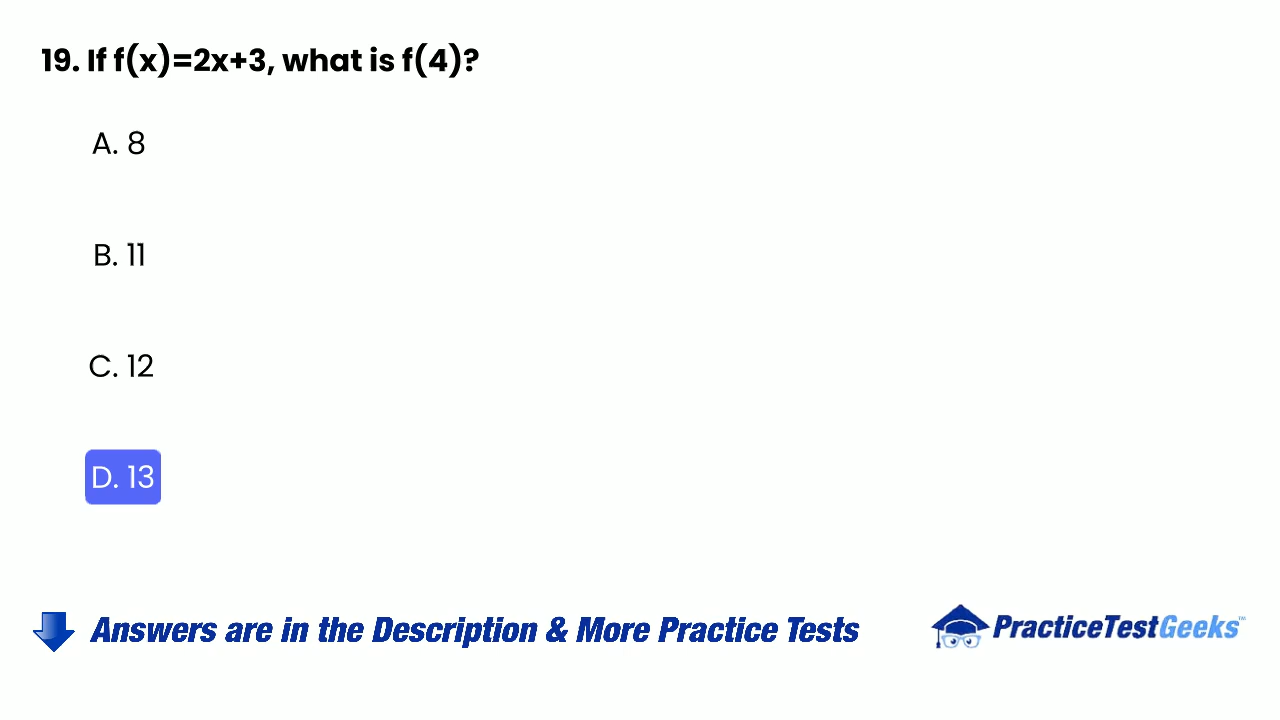 19. If f(x)=2x+3, what is f(4)?
A. 8
B. 11
C. 12
D. 13
Answers are in the Description & More Practice Tests
PracticeTestGeeks™